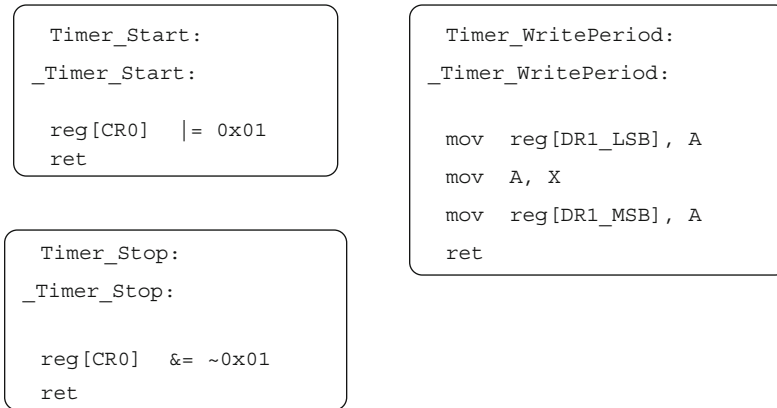 Timer_Start:
_Timer_Start:
reg[CR0] |= 0x01
ret
Timer_Stop:
_Timer_Stop:
reg[CR0] &= ~0x01
ret
Timer_WritePeriod:
_Timer_WritePeriod:
mov reg[DR1_LSB], A
mov A, X
mov reg[DR1_MSB], A
ret